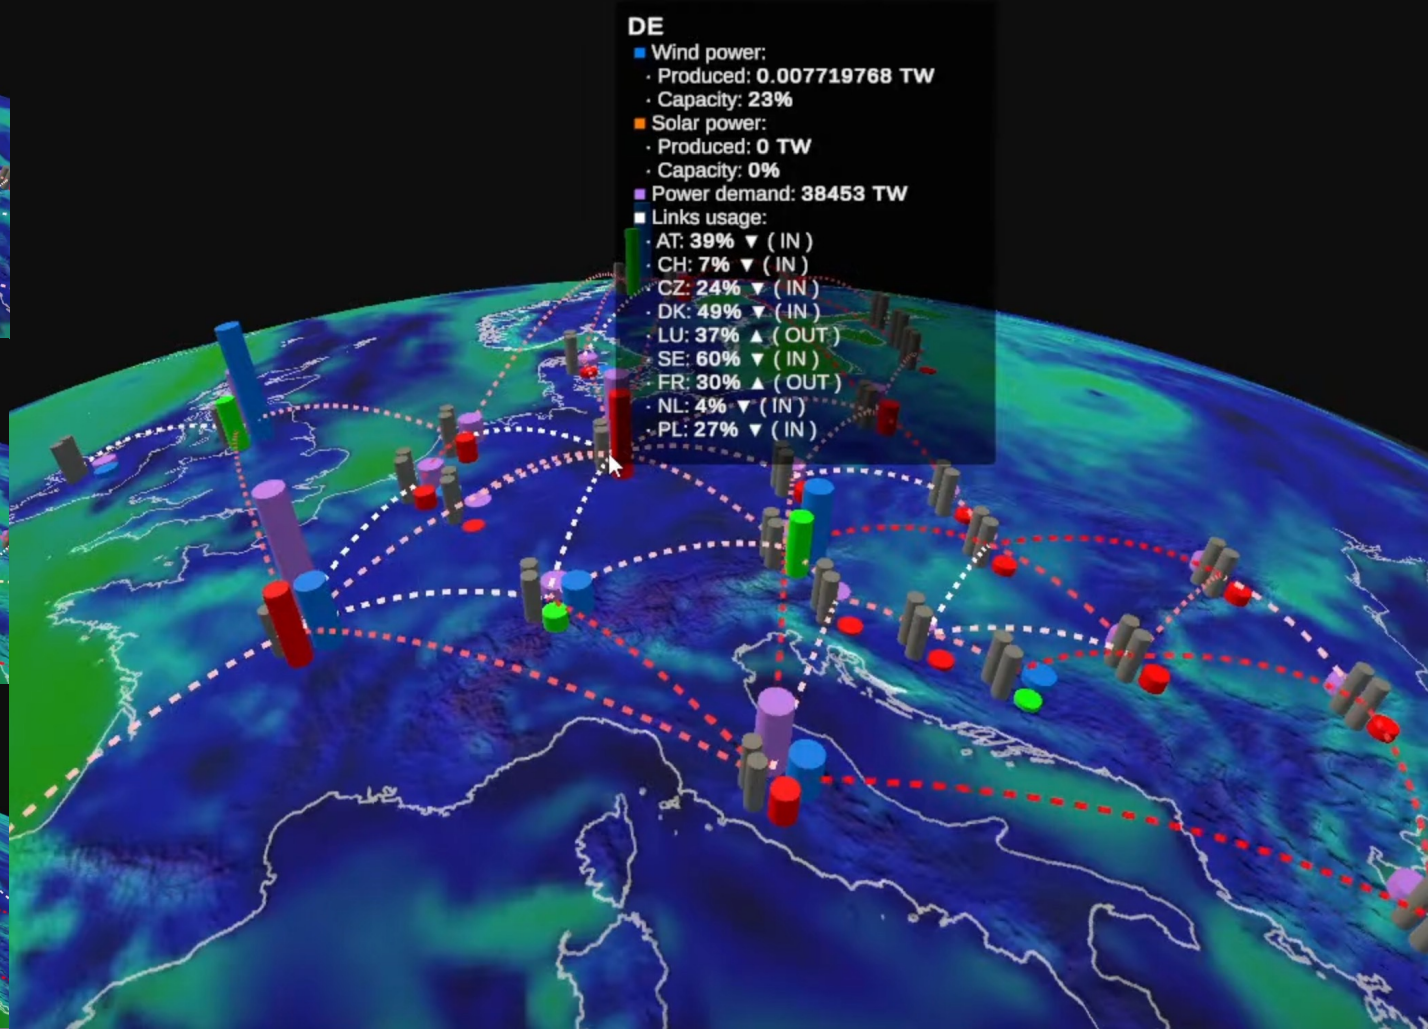 DE
Wind power:
· Produced: 0.007719768 TW
· Capacity: 23%
Solar power:
· Produced: 0 TW
· Capacity: 0%
Power demand: 38453 TW
Links usage:
· AT: 39% ▼ ( IN )
· CH: 7% ▼ ( IN )
· CZ: 24% ▼ ( IN )
· DK: 49% ▼ ( IN )
· LU: 37% ▲ ( OUT )
· SE: 60% ▼ ( IN )
· FR: 30% ▲ ( OUT )
· NL: 4% ▼ ( IN )
· PL: 27% ▼ ( IN )